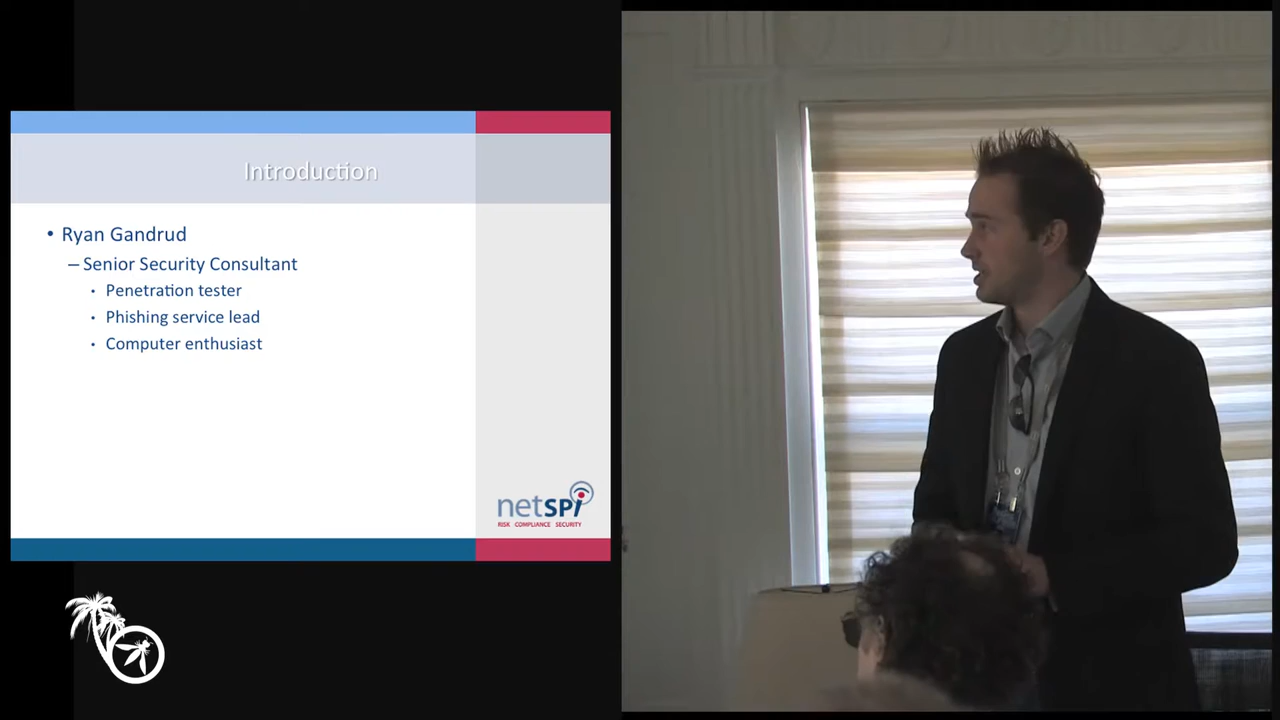 Introduction
• Ryan Gandrud
– Senior Security Consultant
• Penetration tester
• Phishing service lead
• Computer enthusiast
netSPi
RISK COMPLIANCE SECURITY